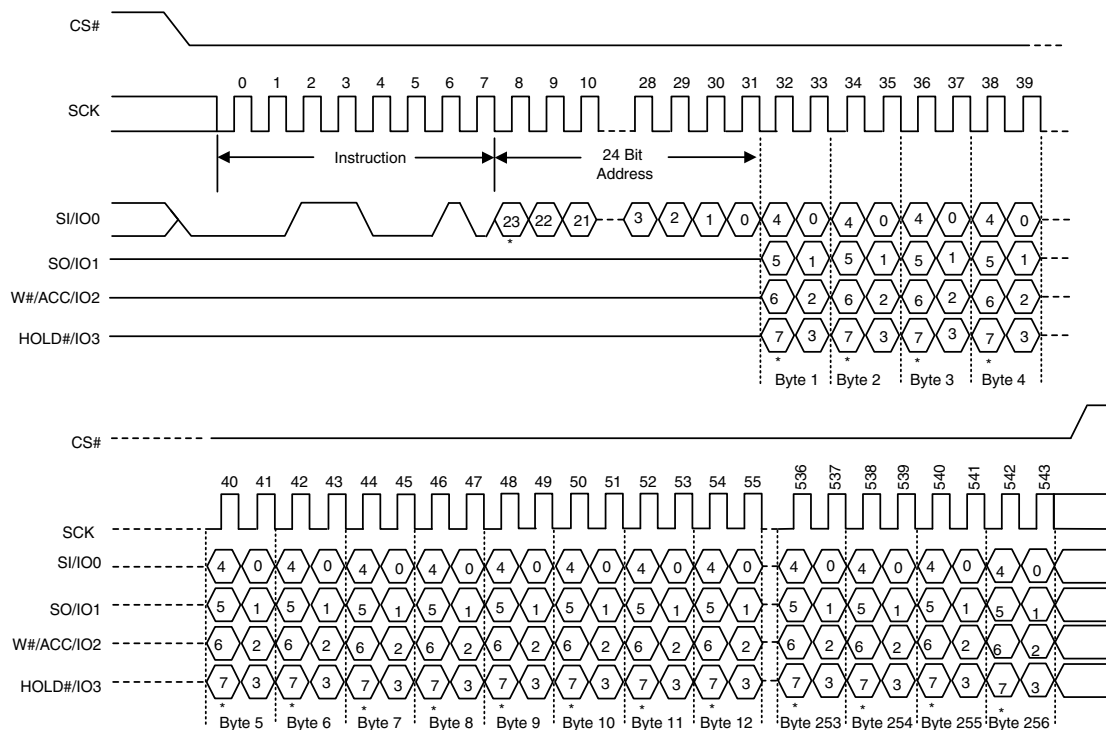 CS#
0 1 2 3 4 5 6 7 8 9 10 28 29 30 31 32 33 34 35 36 37 38 39
SCK
Instruction
24 Bit
Address
SI/IO0 23 22 21 3 2 1 0 4 0 4 0 4 0 4 0
*
SO/IO1 5 1 5 1 5 1 5 1
W#/ACC/IO2 6 2 6 2 6 2 6 2
HOLD#/IO3 7 3 7 3 7 3 7 3
* * * *
Byte 1 Byte 2 Byte 3 Byte 4
CS#
40 41 42 43 44 45 46 47 48 49 50 51 52 53 54 55 536 537 538 539 540 541 542 543
SCK
SI/IO0 4 0 4 0 4 0 4 0 4 0 4 0 4 0 4 0 4 0 4 0 4 0 4 0
SO/IO1 5 1 5 1 5 1 5 1 5 1 5 1 5 1 5 1 5 1 5 1 5 1 5 1
W#/ACC/IO2 6 2 6 2 6 2 6 2 6 2 6 2 6 2 6 2 6 2 6 2 6 2 6 2
HOLD#/IO3 7 3 7 3 7 3 7 3 7 3 7 3 7 3 7 3 7 3 7 3 7 3 7 3
* * * * * * * * * * * *
Byte 5 Byte 6 Byte 7 Byte 8 Byte 9 Byte 10 Byte 11 Byte 12 Byte 253 Byte 254 Byte 255 Byte 256